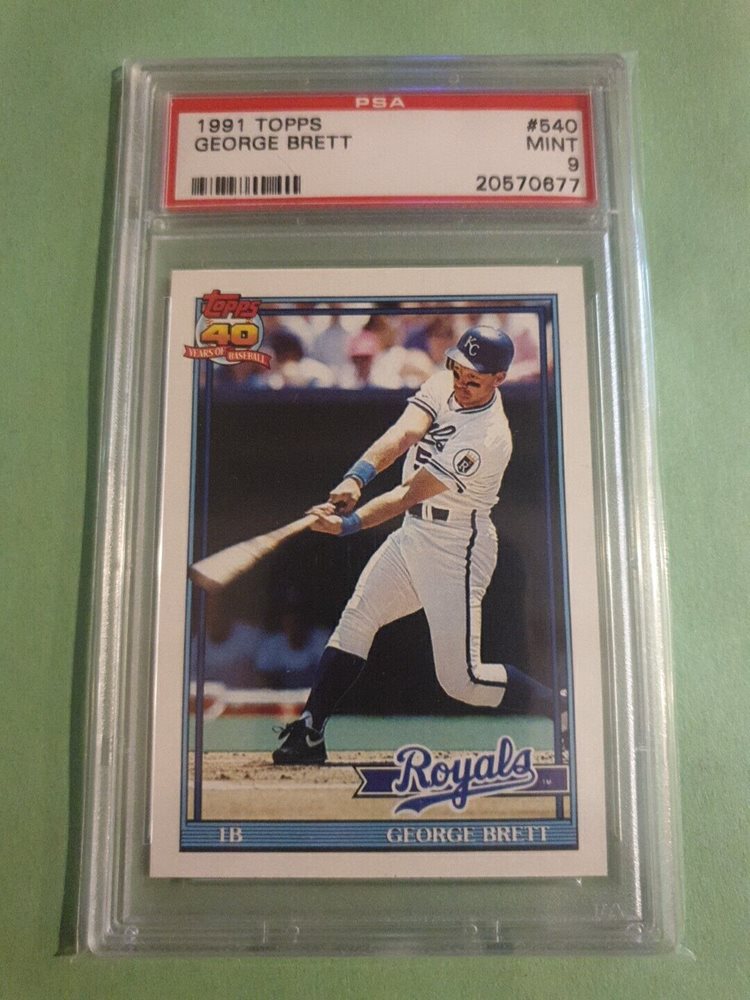 PSA
1991 TOPPS #540
GEORGE BRETT MINT
9
20570677
Topps
40
YEARS OF BASEBALL
KC
R
Royals TM
1B GEORGE BRETT